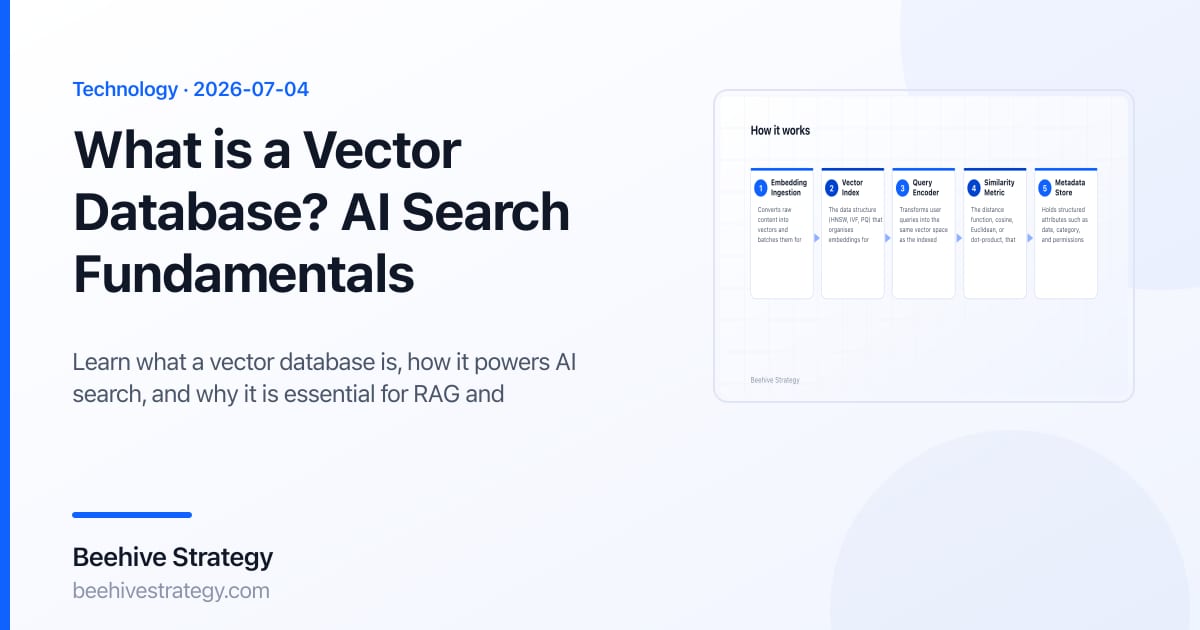 Technology · 2026-07-04
What is a Vector
Database? AI Search
Fundamentals
Learn what a vector database is, how it powers AI
search, and why it is essential for RAG and
Beehive Strategy
beehivestrategy.com
How it works
1
Embedding
Ingestion
Converts raw
content into
vectors and
batches them for
2
Vector
Index
The data structure
(HNSW, IVF, PQ) that
organises
embeddings for
3
Query
Encoder
Transforms user
queries into the
same vector space
as the indexed
4
Similarity
Metric
The distance
function, cosine,
Euclidean, or
dot-product, that
5
Metadata
Store
Holds structured
attributes such as
date, category,
and permissions
Beehive Strategy